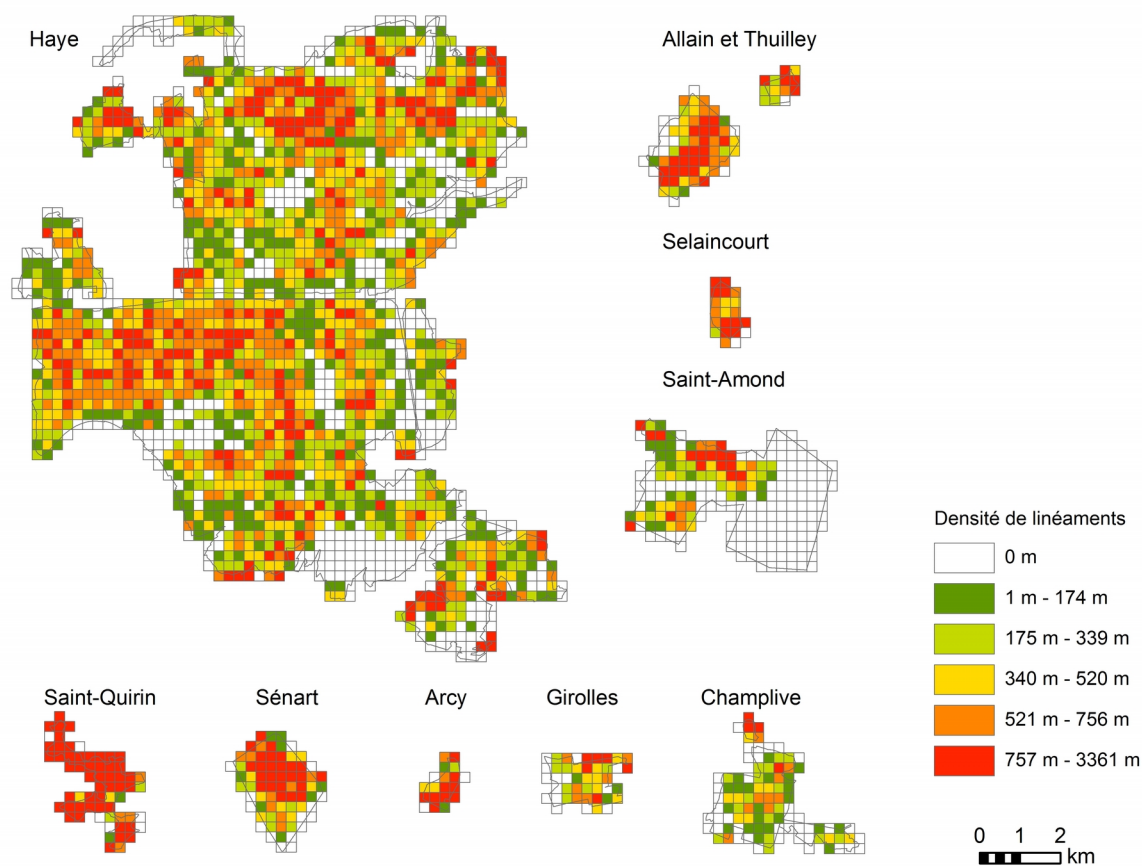 Haye
Allain et Thuilley
Selaincourt
Saint-Amond
Densité de linéaments
0 m
1 m - 174 m
175 m - 339 m
340 m - 520 m
521 m - 756 m
757 m - 3361 m
Saint-Quirin
Sénart
Arcy
Girolles
Champlive
0 1 2
km